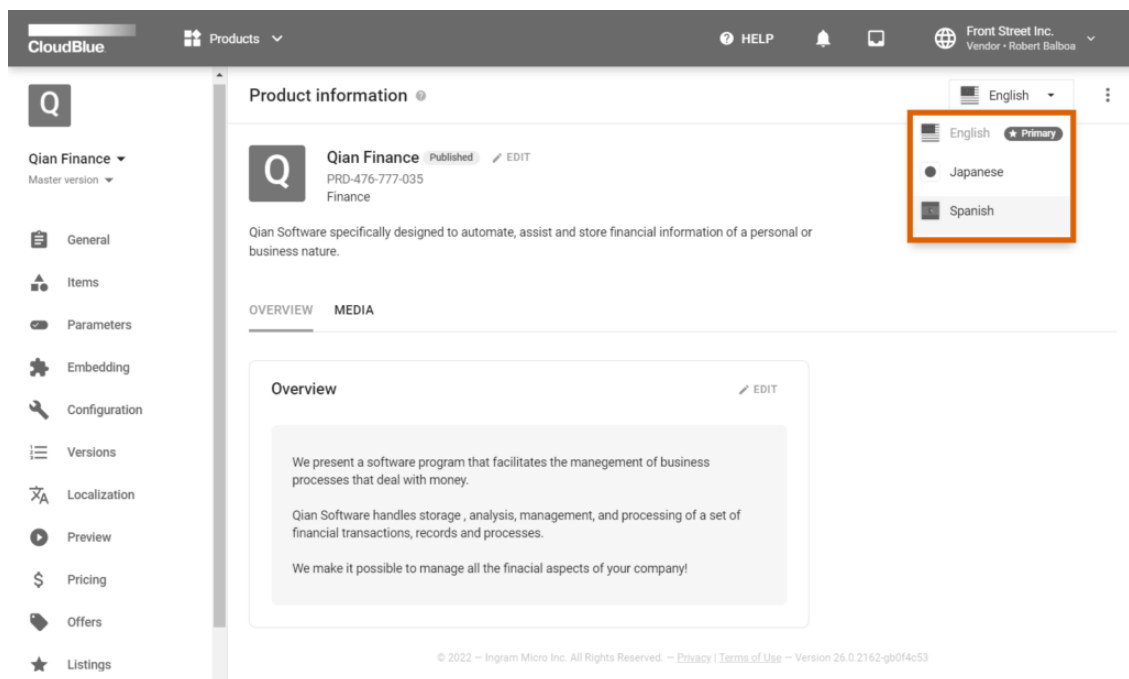 CloudBlue
Products
HELP
Front Street Inc.
Vendor • Robert Balboa
Q
Qian Finance
Master version
General
Items
Parameters
Embedding
Configuration
Versions
Localization
Preview
Pricing
Offers
Listings
Product information
English
English ★ Primary
Japanese
Spanish
Q
Qian Finance Published EDIT
PRD-476-777-035
Finance
Qian Software specifically designed to automate, assist and store financial information of a personal or
business nature.
OVERVIEW MEDIA
Overview EDIT
We present a software program that facilitates the manegement of business
processes that deal with money.
Qian Software handles storage , analysis, management, and processing of a set of
financial transactions, records and processes.
We make it possible to manage all the finacial aspects of your company!
© 2022 – Ingram Micro Inc. All Rights Reserved. – Privacy | Terms of Use – Version 26.0.2162-gb0f4c53